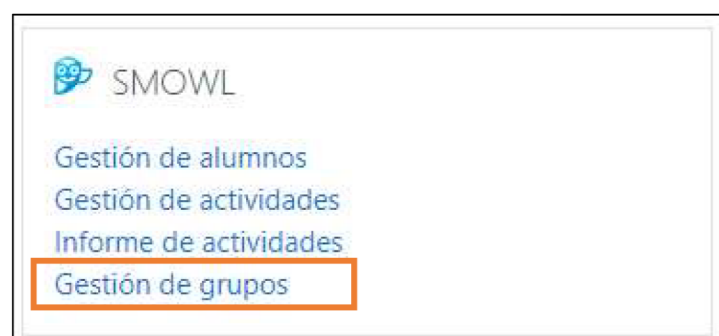 SMOWL
Gestión de alumnos
Gestión de actividades
Informe de actividades
Gestión de grupos